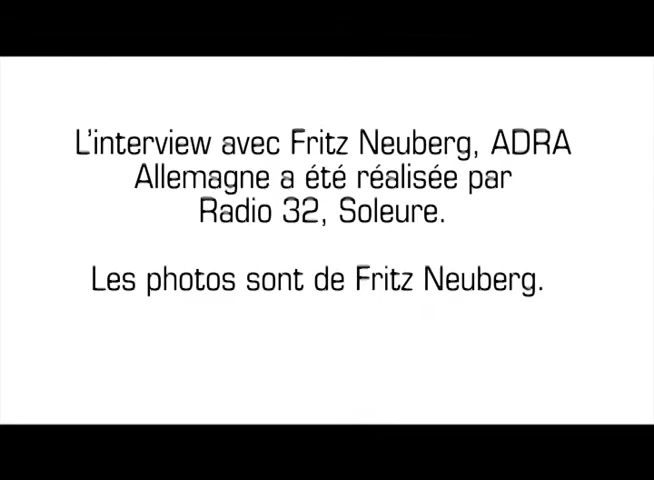 L'interview avec Fritz Neuberg, ADRA
Allemagne a été réalisée par
Radio 32, Soleure.
Les photos sont de Fritz Neuberg.